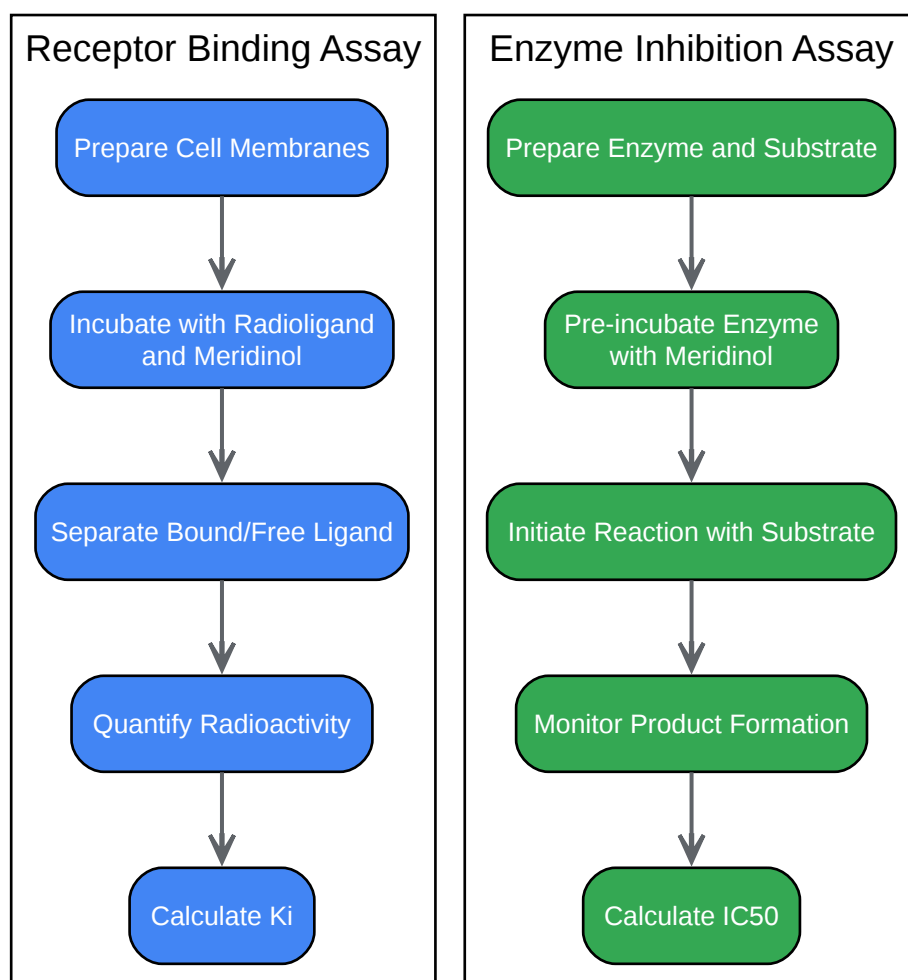 Receptor Binding Assay
Prepare Cell Membranes
Incubate with Radioligand
and Meridinol
Separate Bound/Free Ligand
Quantify Radioactivity
Calculate Ki
Enzyme Inhibition Assay
Prepare Enzyme and Substrate
Pre-incubate Enzyme
with Meridinol
Initiate Reaction with Substrate
Monitor Product Formation
Calculate IC50